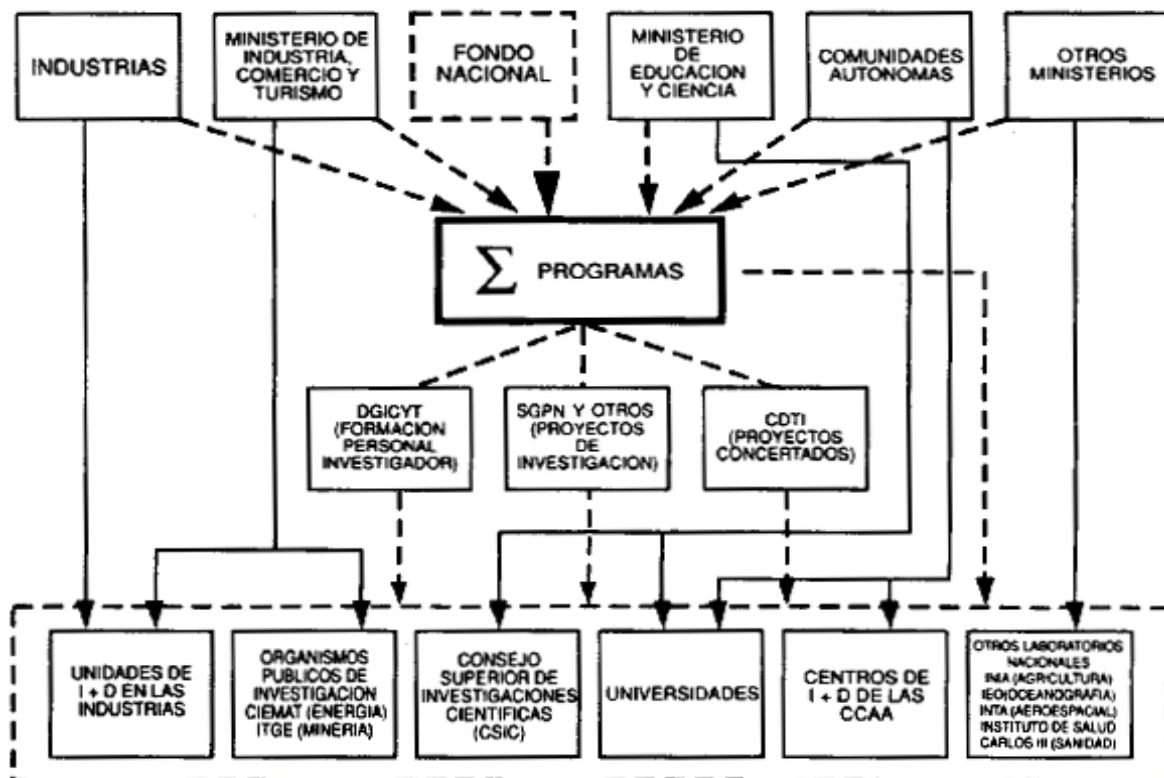 INDUSTRIAS
MINISTERIO DE
INDUSTRIA,
COMERCIO Y
TURISMO
FONDO
NACIONAL
MINISTERIO
DE
EDUCACION
Y CIENCIA
COMUNIDADES
AUTONOMAS
OTROS
MINISTERIOS
Σ PROGRAMAS
DGICYT
(FORMACION
PERSONAL
INVESTIGADOR)
SGPN Y OTROS
(PROYECTOS
DE
INVESTIGACION)
CDTI
(PROYECTOS
CONCERTADOS)
UNIDADES DE
I + D EN LAS
INDUSTRIAS
ORGANISMOS
PUBLICOS DE
INVESTIGACION
CIEMAT (ENERGIA)
ITGE (MINERIA)
CONSEJO
SUPERIOR DE
INVESTIGACIONES
CIENTIFICAS
(CSIC)
UNIVERSIDADES
CENTROS DE
I + D DE LAS
CCAA
OTROS LABORATORIOS
NACIONALES
INIA (AGRICULTURA)
IEO (OCEANOGRAFIA)
INTA (AEROESPACIAL)
INSTITUTO DE SALUD
CARLOS III (SANIDAD)